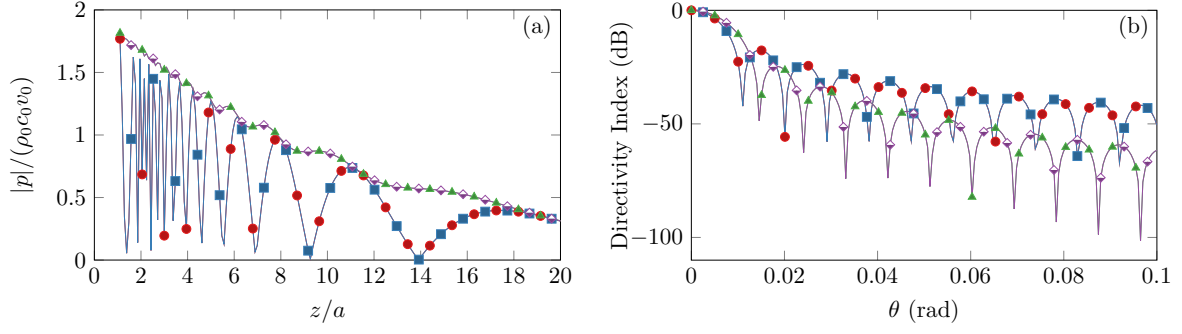 2
1.5
1
0.5
0
|p|/(ρ₀c₀v₀)
(a)
0 2 4 6 8 10 12 14 16 18 20
z/a
0
−50
−100
Directivity Index (dB)
(b)
0 0.02 0.04 0.06 0.08 0.1
θ (rad)